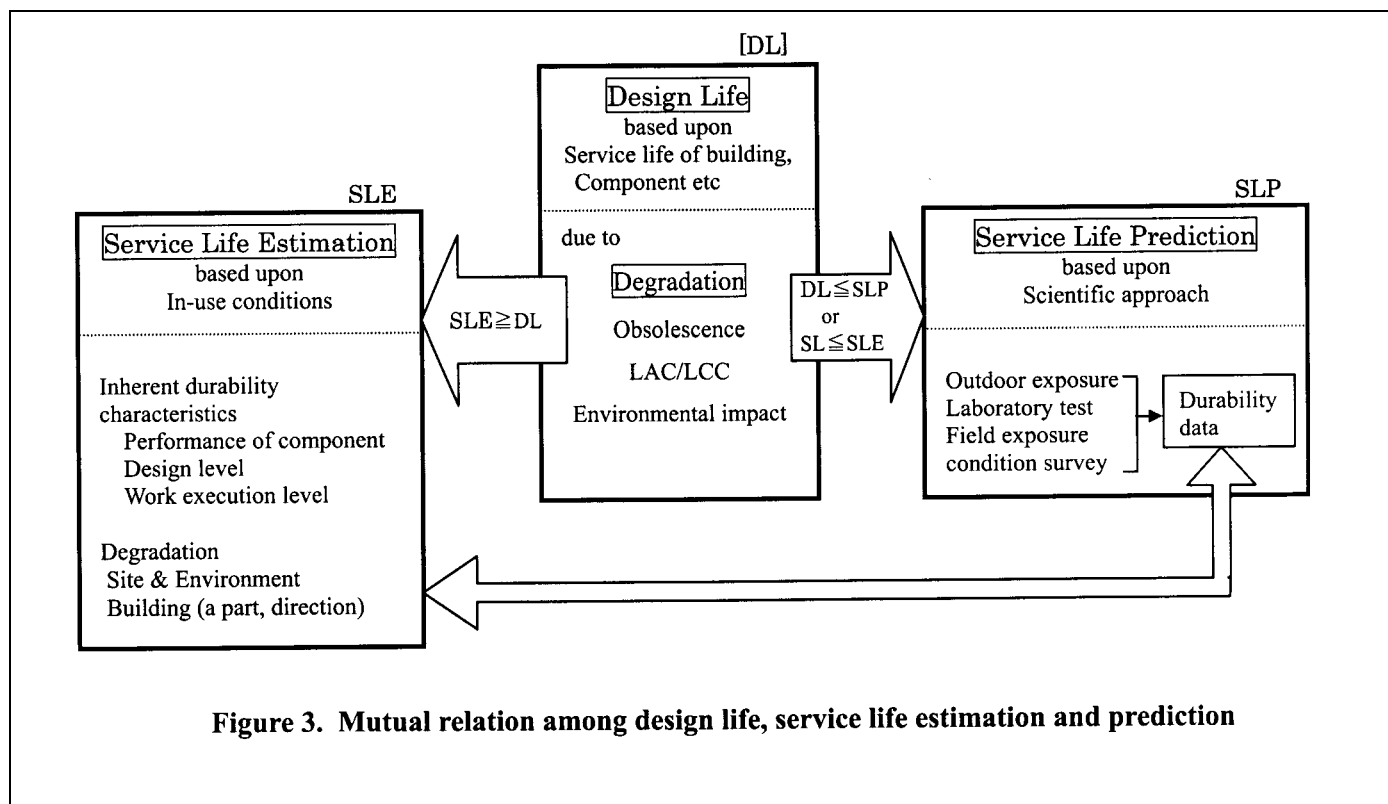 [DL]
Design Life
based upon
Service life of building,
Component etc
due to
Degradation
Obsolescence
LAC/LCC
Environmental impact
SLE
Service Life Estimation
based upon
In-use conditions
Inherent durability
characteristics
Performance of component
Design level
Work execution level
Degradation
Site & Environment
Building (a part, direction)
SLE≧DL
DL≦SLP
or
SL≦SLE
SLP
Service Life Prediction
based upon
Scientific approach
Outdoor exposure
Laboratory test
Field exposure
condition survey
Durability
data
Figure 3. Mutual relation among design life, service life estimation and prediction